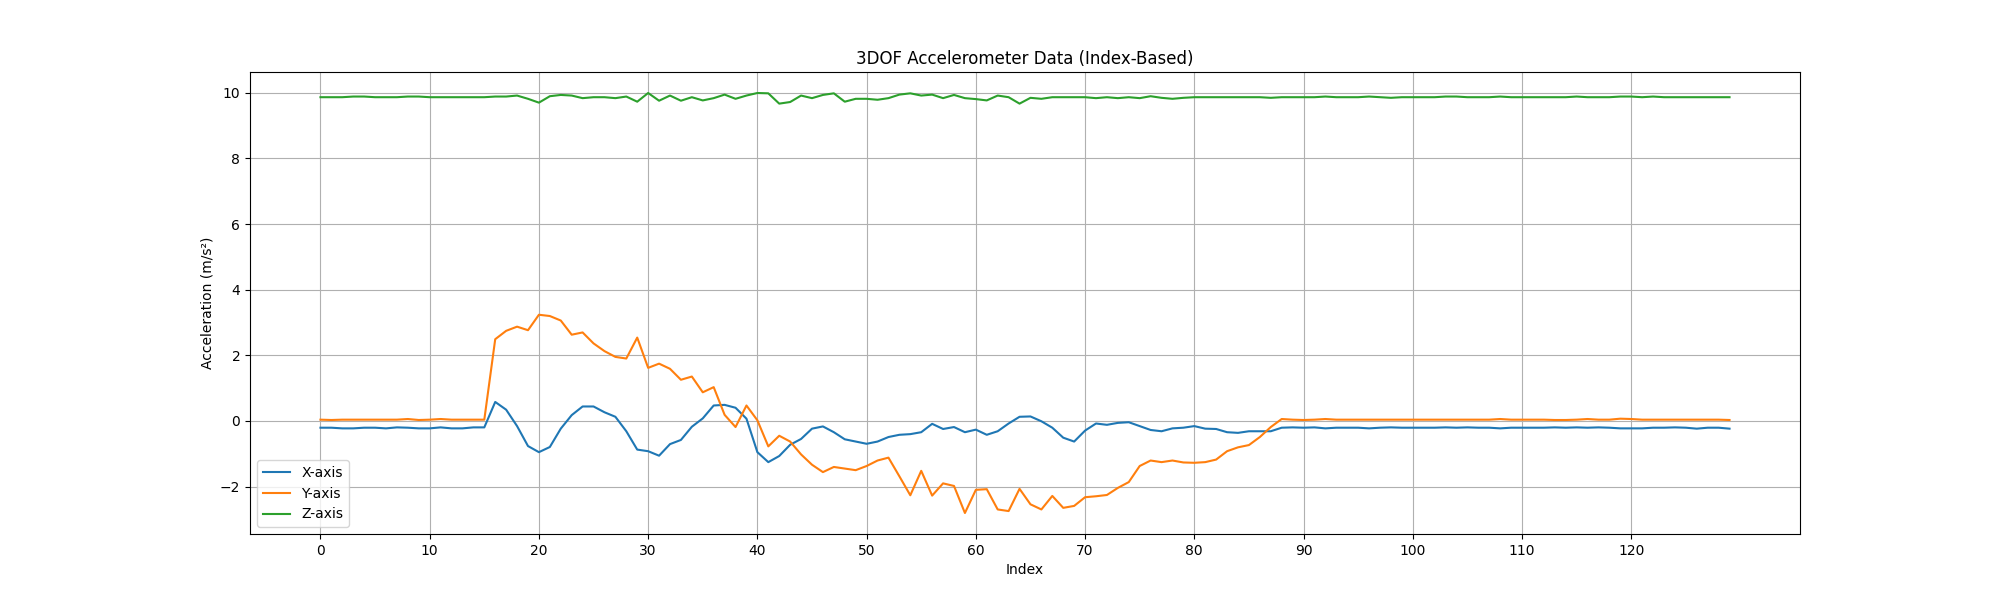 3DOF Accelerometer Data (Index-Based)
Acceleration (m/s²)
10
8
6
4
2
0
−2
X-axis
Y-axis
Z-axis
0 10 20 30 40 50 60 70 80 90 100 110 120
Index